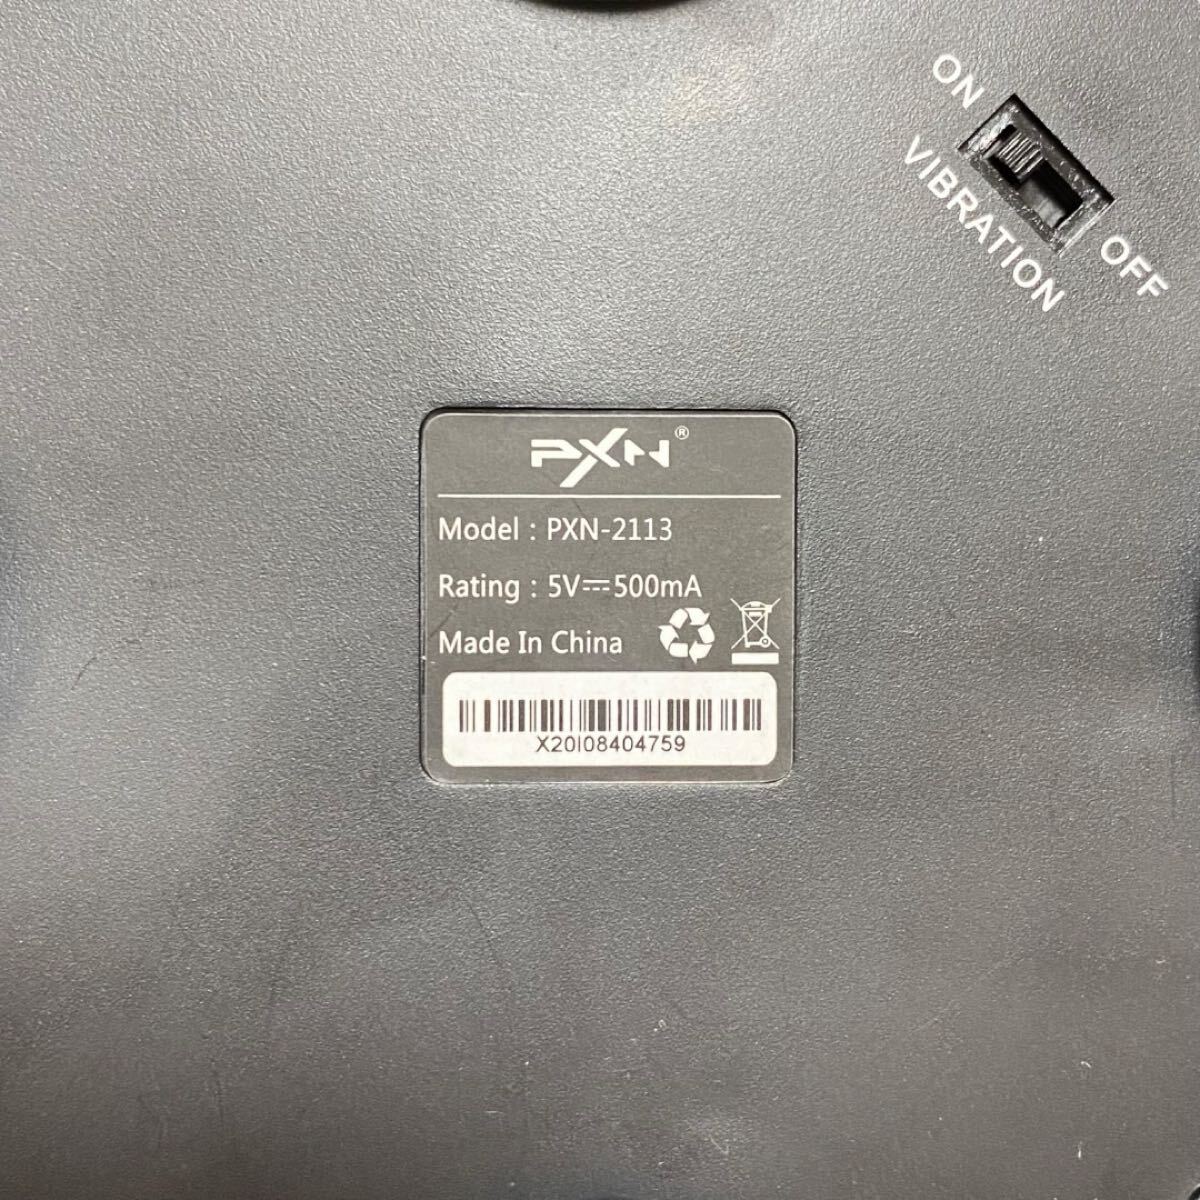 ON
VIBRATION
OFF
PXN®
Model : PXN-2113
Rating : 5V⎓500mA
Made In China
X20I08404759